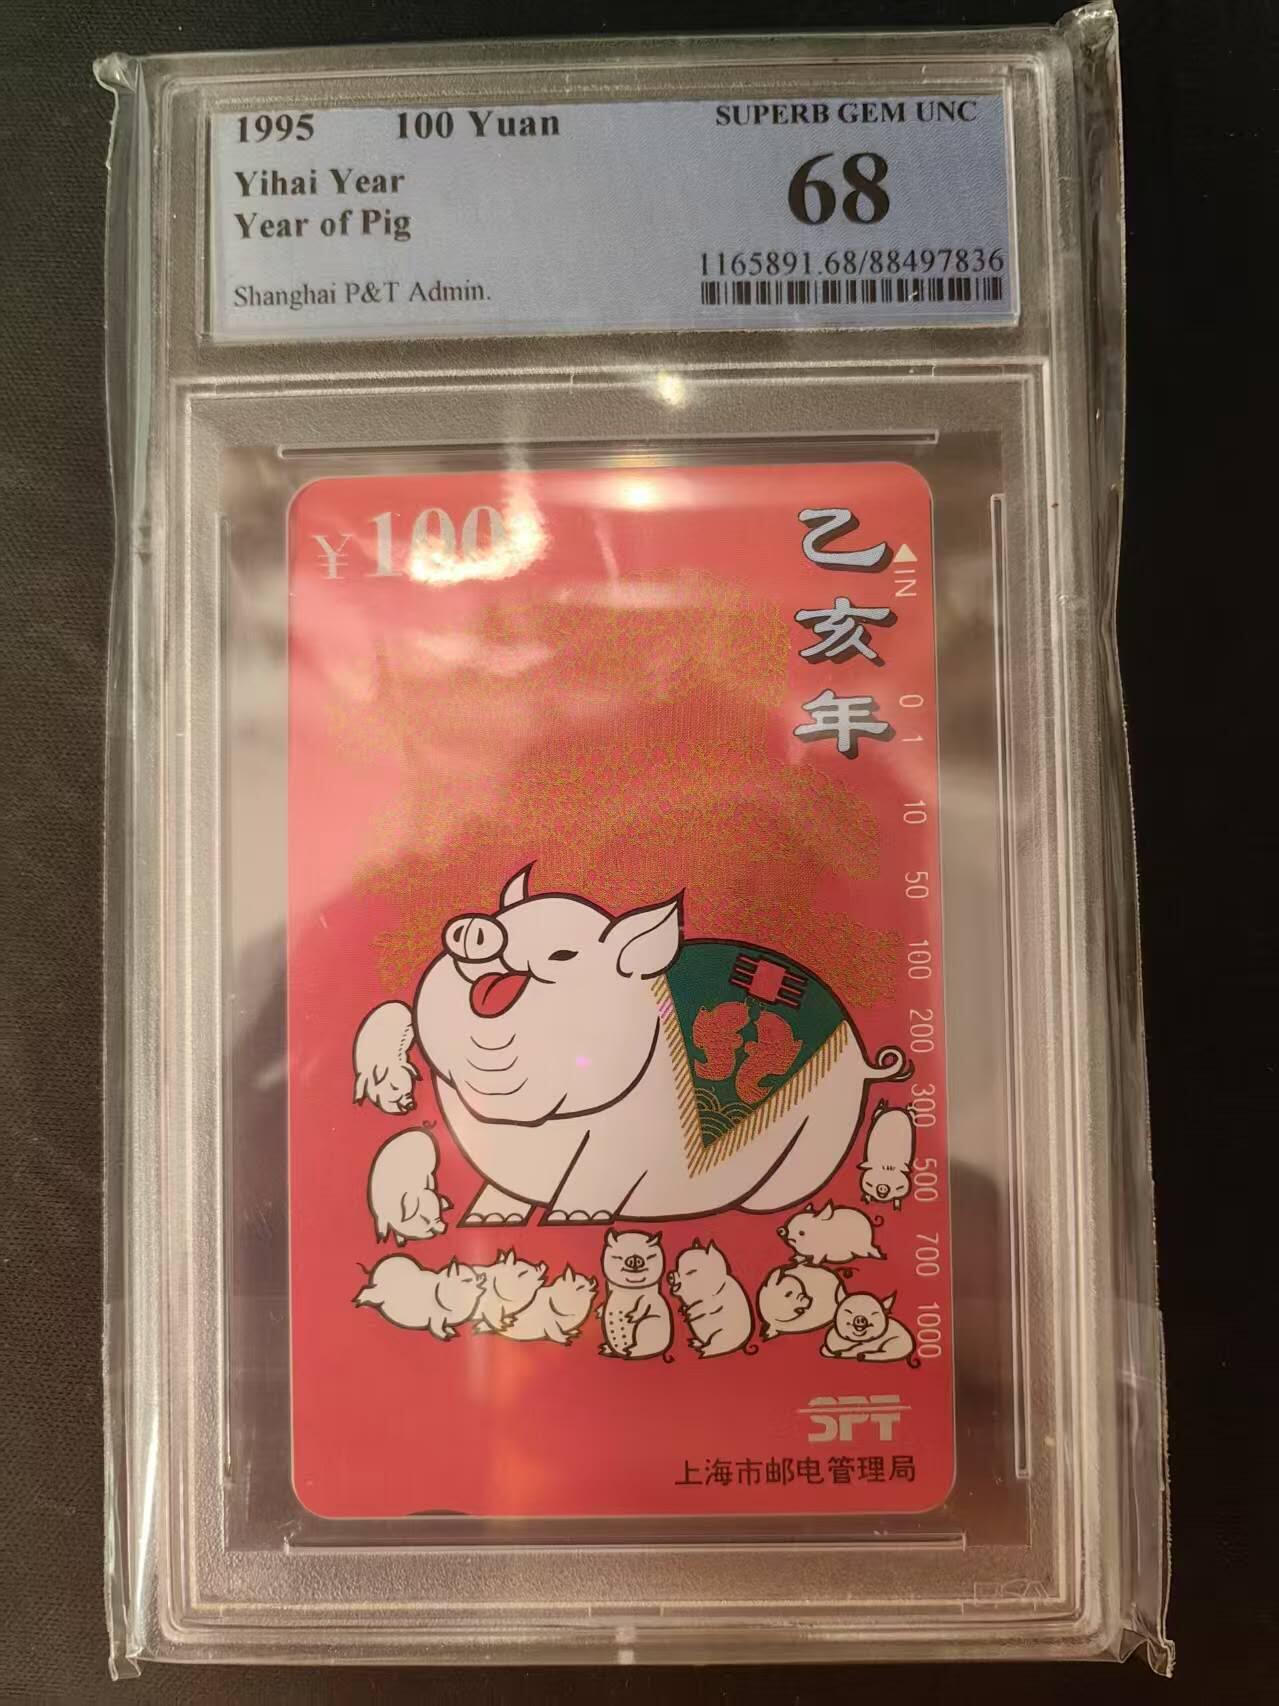 1995 100 Yuan
Yihai Year
Year of Pig
Shanghai P&T Admin.
SUPERB GEM UNC
68
1165891.68/88497836
¥100
乙亥年
IN
0
1
10
50
100
200
300
500
700
1000
SPT
上海市邮电管理局